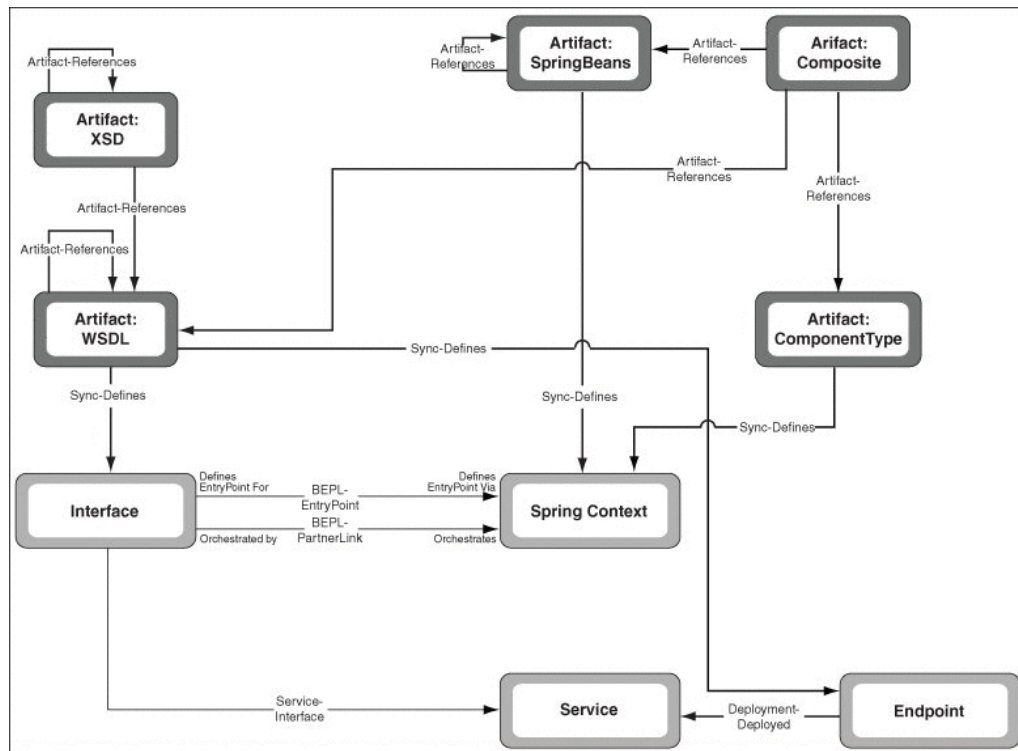 Artifact-References
Artifact:
XSD
Artifact-
References
Artifact:
SpringBeans
Artifact-
References
Arifact:
Composite
Artifact-
References
Artifact-
References
Artifact-References
Artifact-References
Artifact:
WSDL
Artifact:
ComponentType
Sync-Defines
Sync-Defines
Sync-Defines
Sync-Defines
Interface
Defines
EntryPoint For
BEPL-
EntryPoint
Defines
EntryPoint Via
Orchestrated by
BEPL-
PartnerLink
Orchestrates
Spring Context
Service-
Interface
Service
Deployment-
Deployed
Endpoint